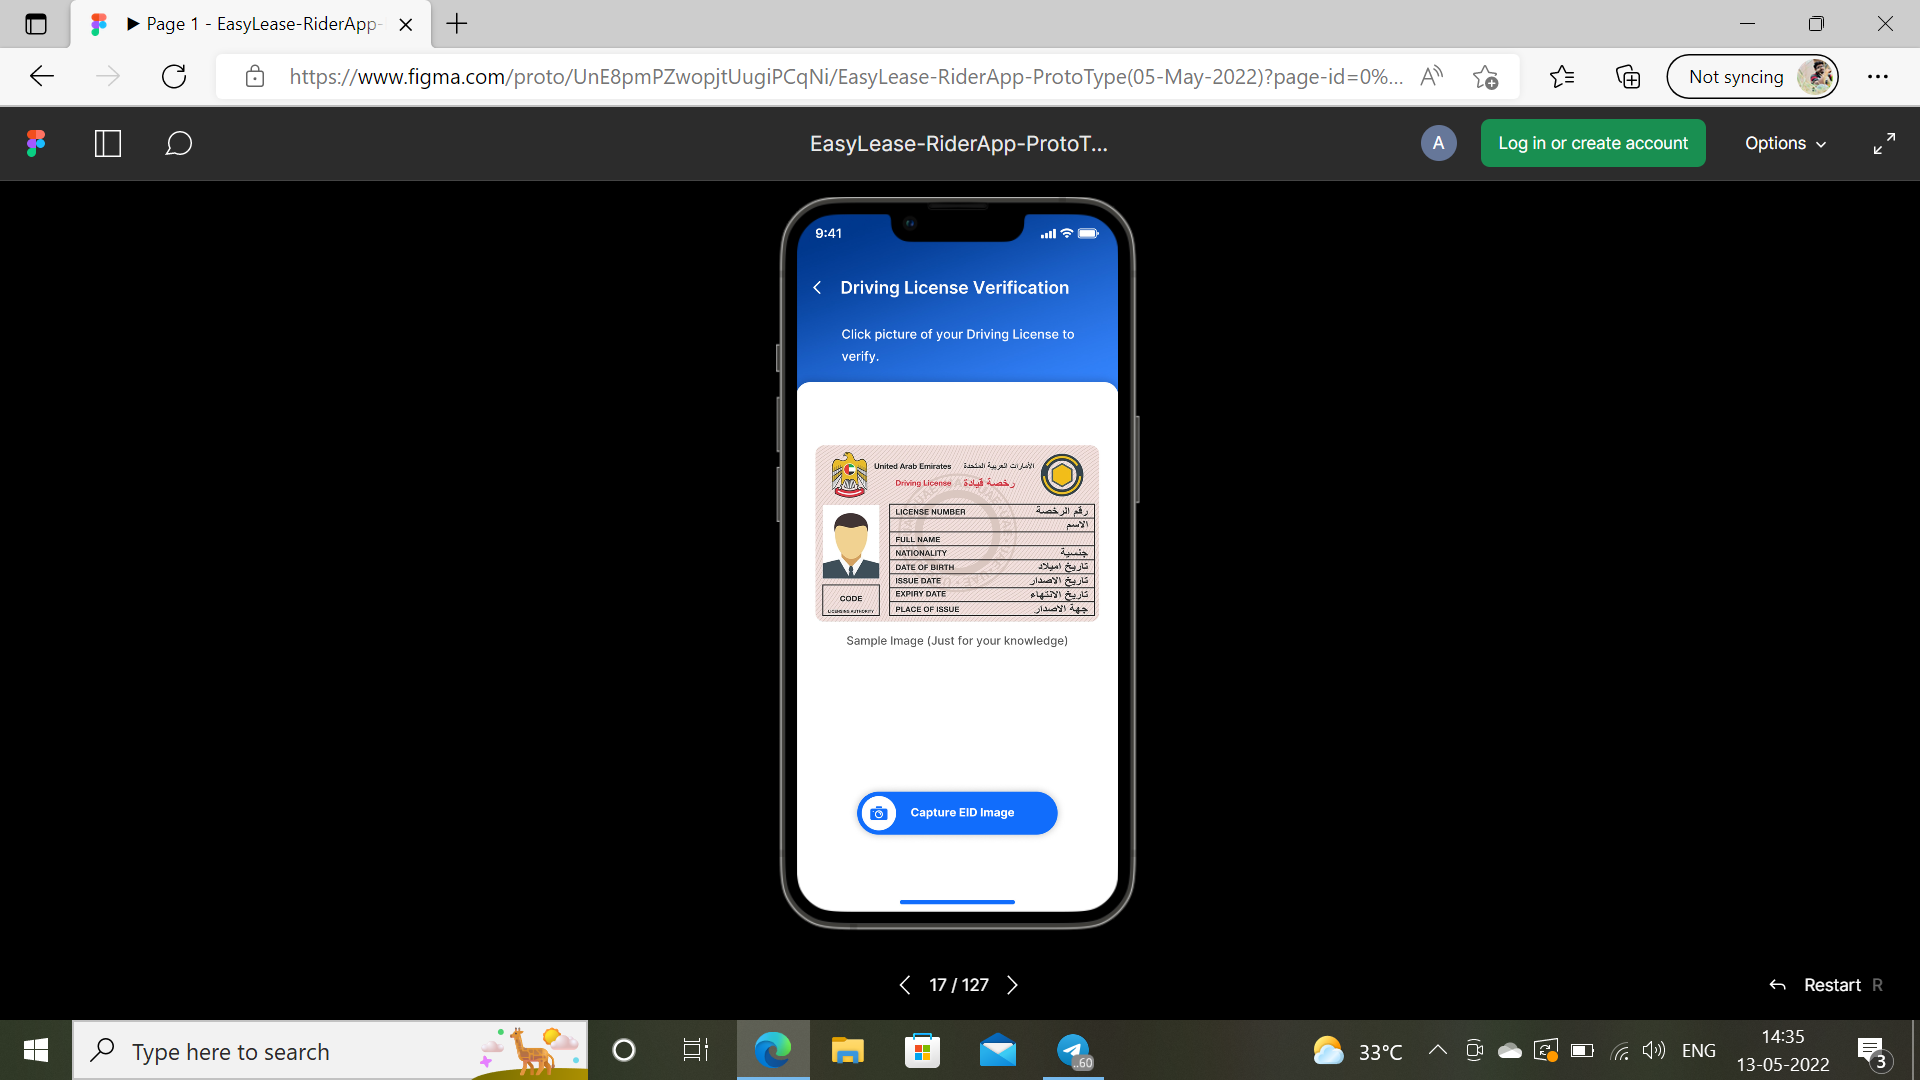 Page 1 - EasyLease-RiderApp-
https://www.figma.com/proto/UnE8pmPZwopjtUugiPCqNi/EasyLease-RiderApp-ProtoType(05-May-2022)?page-id=0%...
Not syncing
EasyLease-RiderApp-ProtoT...
A
Log in or create account
Options
9:41
Driving License Verification
Click picture of your Driving License to
verify.
United Arab Emirates الأمارات العربية المتحدة
Driving License رخصة قيادة
LICENSE NUMBER رقم الرخصة
الاسم
FULL NAME
NATIONALITY جنسية
DATE OF BIRTH تاريخ اميلاد
ISSUE DATE تاريخ الاصدار
EXPIRY DATE تاريخ الانتهاء
PLACE OF ISSUE جهة الاصدار
CODE
LICENSING AUTHORITY
Sample Image (Just for your knowledge)
Capture EID Image
17 / 127
Restart R
Type here to search
..60
33°C
ENG
14:35
13-05-2022
3